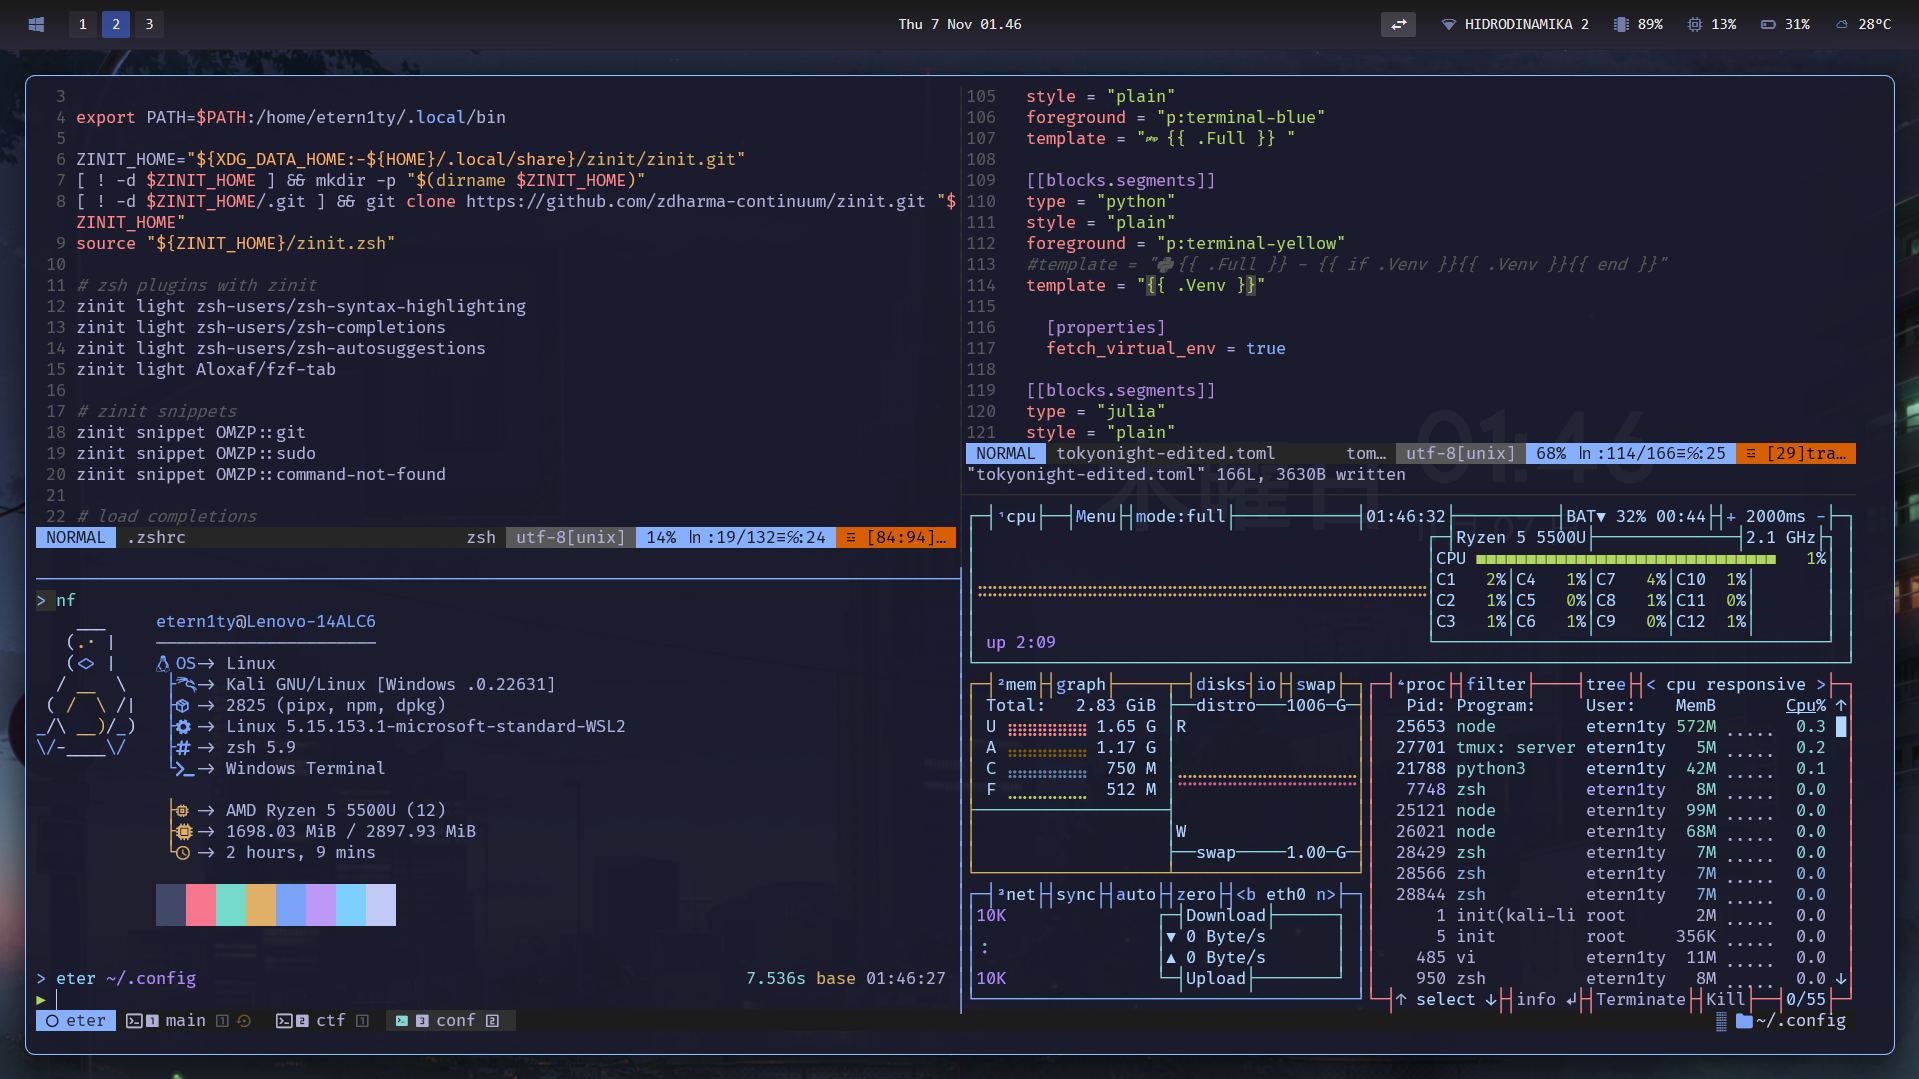 1 2 3
Thu 7 Nov 01.46
HIDRODINAMIKA 2 89% 13% 31% 28°C
3
4 export PATH=$PATH:/home/etern1ty/.local/bin
5
6 ZINIT_HOME="${XDG_DATA_HOME:-${HOME}/.local/share}/zinit/zinit.git"
7 [ ! -d $ZINIT_HOME ] && mkdir -p "$(dirname $ZINIT_HOME)"
8 [ ! -d $ZINIT_HOME/.git ] && git clone https://github.com/zdharma-continuum/zinit.git "$
ZINIT_HOME"
9 source "${ZINIT_HOME}/zinit.zsh"
10
11 # zsh plugins with zinit
12 zinit light zsh-users/zsh-syntax-highlighting
13 zinit light zsh-users/zsh-completions
14 zinit light zsh-users/zsh-autosuggestions
15 zinit light Aloxaf/fzf-tab
16
17 # zinit snippets
18 zinit snippet OMZP::git
19 zinit snippet OMZP::sudo
20 zinit snippet OMZP::command-not-found
21
22 # load completions
NORMAL .zshrc zsh utf-8[unix] 14% ln :19/132≡%:24 [84:94]…
> nf
etern1ty@Lenovo-14ALC6
OS→ Linux
→ Kali GNU/Linux [Windows .0.22631]
→ 2825 (pipx, npm, dpkg)
→ Linux 5.15.153.1-microsoft-standard-WSL2
→ zsh 5.9
→ Windows Terminal
→ AMD Ryzen 5 5500U (12)
→ 1698.03 MiB / 2897.93 MiB
→ 2 hours, 9 mins
> eter ~/.config 7.536s base 01:46:27
eter 1 main 1 2 ctf 1 3 conf 2
105 style = "plain"
106 foreground = "p:terminal-blue"
107 template = "php {{ .Full }} "
108
109 [[blocks.segments]]
110 type = "python"
111 style = "plain"
112 foreground = "p:terminal-yellow"
113 #template = "{{ .Full }} - {{ if .Venv }}{{ .Venv }}{{ end }}"
114 template = "{{ .Venv }}"
115
116 [properties]
117 fetch_virtual_env = true
118
119 [[blocks.segments]]
120 type = "julia"
121 style = "plain"
NORMAL tokyonight-edited.toml tom… utf-8[unix] 68% ln :114/166≡%:25 [29]tra…
"tokyonight-edited.toml" 166L, 3630B written
01:46
木曜日
¹cpu Menu mode:full 01:46:32 BAT▼ 32% 00:44 + 2000ms -
Ryzen 5 5500U 2.1 GHz
CPU 1%
C1 2% C4 1% C7 4% C10 1%
C2 1% C5 0% C8 1% C11 0%
C3 1% C6 1% C9 0% C12 1%
up 2:09
²mem graph disks io swap
Total: 2.83 GiB distro 1006 G
U 1.65 G R
A 1.17 G
C 750 M
F 512 M
W
swap 1.00 G
³net sync auto zero <b eth0 n>
10K Download
▼ 0 Byte/s
: ▲ 0 Byte/s
10K Upload
⁴proc filter tree < cpu responsive >
Pid: Program: User: MemB Cpu% ↑
25653 node etern1ty 572M ..... 0.3
27701 tmux: server etern1ty 5M ..... 0.2
21788 python3 etern1ty 42M ..... 0.1
7748 zsh etern1ty 8M ..... 0.0
25121 node etern1ty 99M ..... 0.0
26021 node etern1ty 68M ..... 0.0
28429 zsh etern1ty 7M ..... 0.0
28566 zsh etern1ty 7M ..... 0.0
28844 zsh etern1ty 7M ..... 0.0
1 init(kali-li root 2M ..... 0.0
5 init root 356K ..... 0.0
485 vi etern1ty 11M ..... 0.0
950 zsh etern1ty 8M ..... 0.0 ↓
↑ select ↓ info ↲ Terminate Kill 0/55
~/.config